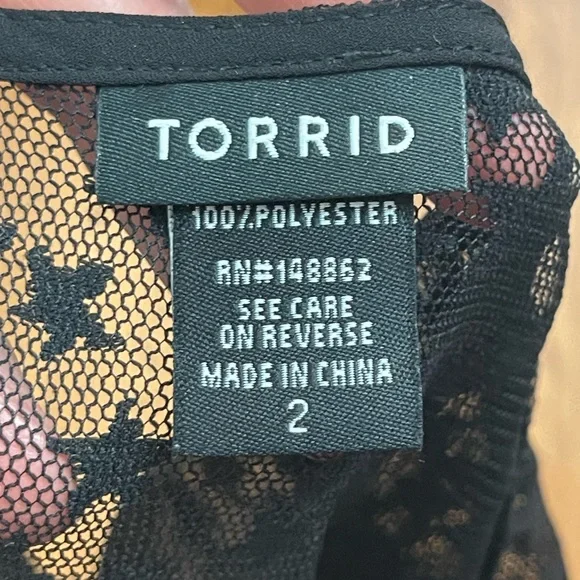 TORRID
100% POLYESTER
RN#148862
SEE CARE
ON REVERSE
MADE IN CHINA
2